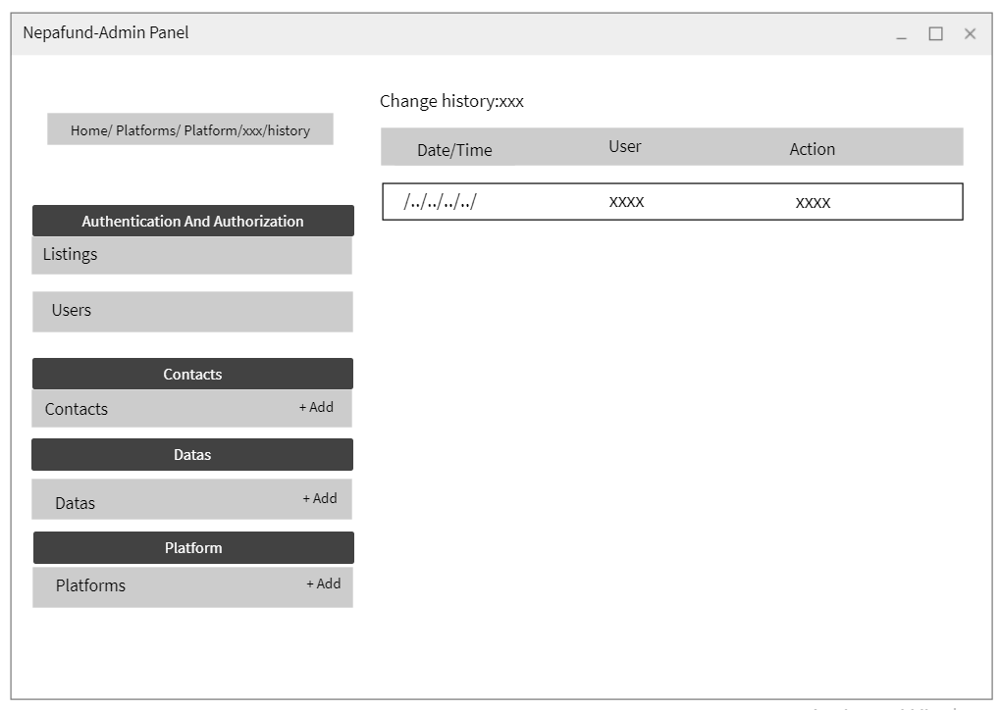 Nepafund-Admin Panel
Home/ Platforms/ Platform/xxx/history
Authentication And Authorization
Listings
Users
Contacts
Contacts + Add
Datas
Datas + Add
Platform
Platforms + Add
Change history:xxx
Date/Time User Action
/../../../../ xxxx xxxx